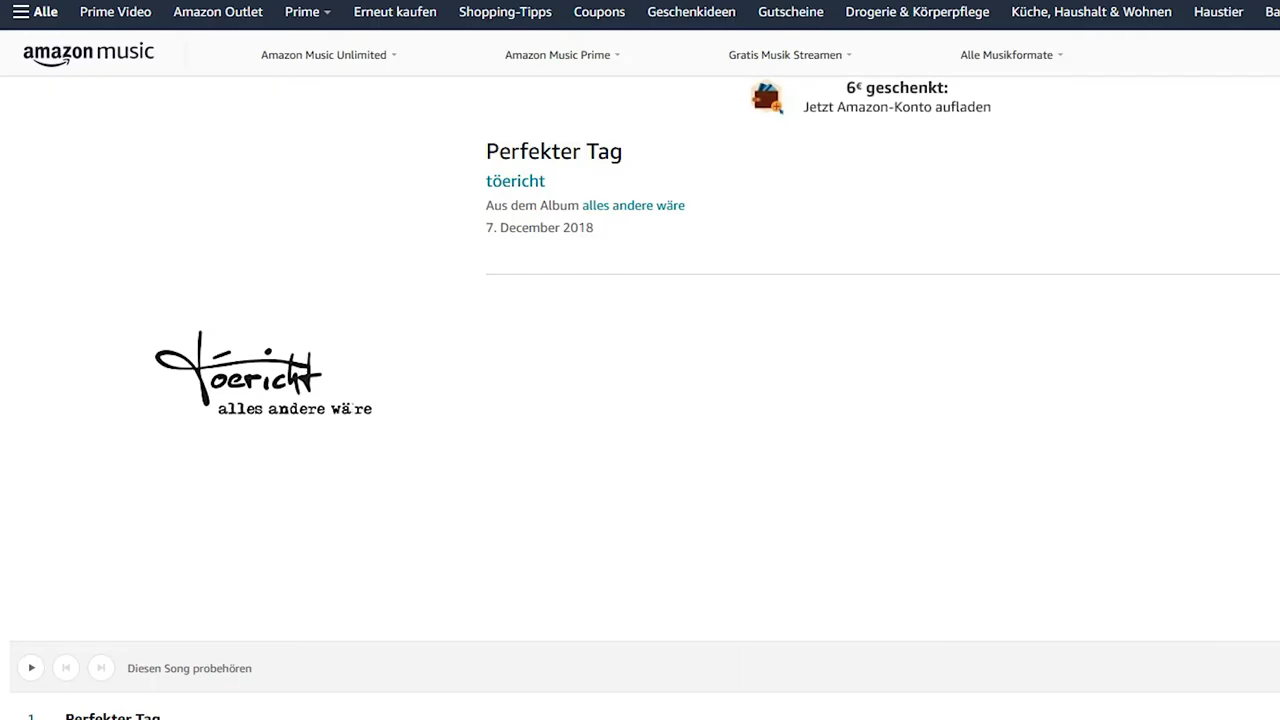 Alle Prime Video Amazon Outlet Prime Erneut kaufen Shopping-Tipps Coupons Geschenkideen Gutscheine Drogerie & Körperpflege Küche, Haushalt & Wohnen Haustier
amazon music Amazon Music Unlimited Amazon Music Prime Gratis Musik Streamen Alle Musikformate
6€ geschenkt:
Jetzt Amazon-Konto aufladen
Perfekter Tag
töericht
Aus dem Album alles andere wäre
7. December 2018
töericht
alles andere wäre
Diesen Song probehören
1 Perfekter Tag